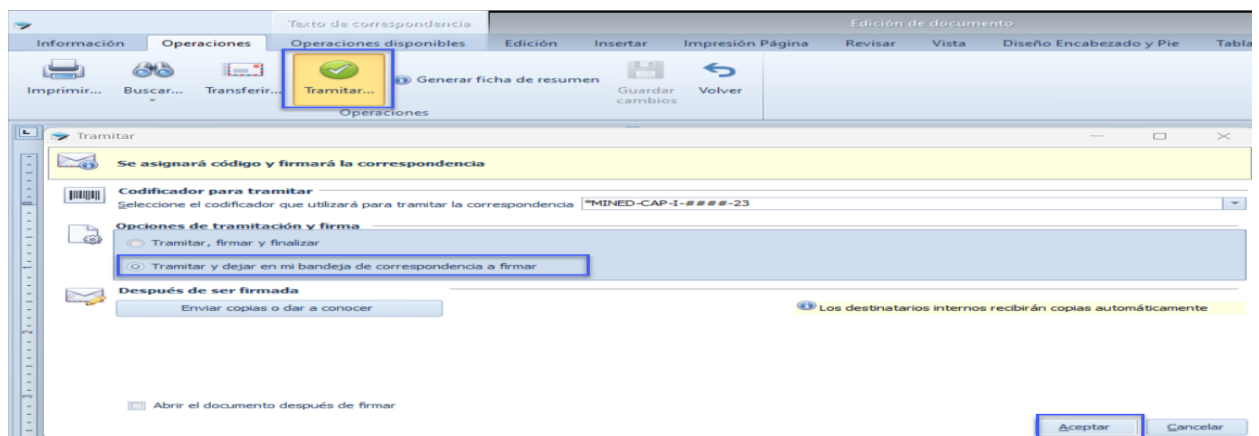 Texto de correspondencia Edición de documento
Información Operaciones Operaciones disponibles Edición Insertar Impresión Página Revisar Vista Diseño Encabezado y Pie Tabla
Imprimir... Buscar... Transferir... Tramitar... Generar ficha de resumen Guardar cambios Volver
Operaciones
Tramitar
Se asignará código y firmará la correspondencia
Codificador para tramitar
Seleccione el codificador que utilizará para tramitar la correspondencia *MINED-CAP-I-####-23
Opciones de tramitación y firma
Tramitar, firmar y finalizar
Tramitar y dejar en mi bandeja de correspondencia a firmar
Después de ser firmada
Enviar copias o dar a conocer Los destinatarios internos recibirán copias automáticamente
Abrir el documento después de firmar
Aceptar Cancelar